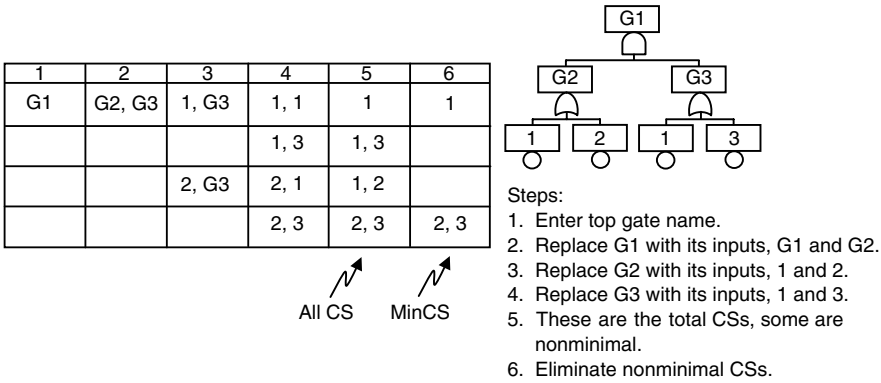 1 2 3 4 5 6
G1 G2, G3 1, G3 1, 1 1 1
1, 3 1, 3
2, G3 2, 1 1, 2
2, 3 2, 3 2, 3
All CS MinCS
G1
G2 G3
1 2 1 3
Steps:
1. Enter top gate name.
2. Replace G1 with its inputs, G1 and G2.
3. Replace G2 with its inputs, 1 and 2.
4. Replace G3 with its inputs, 1 and 3.
5. These are the total CSs, some are
nonminimal.
6. Eliminate nonminimal CSs.